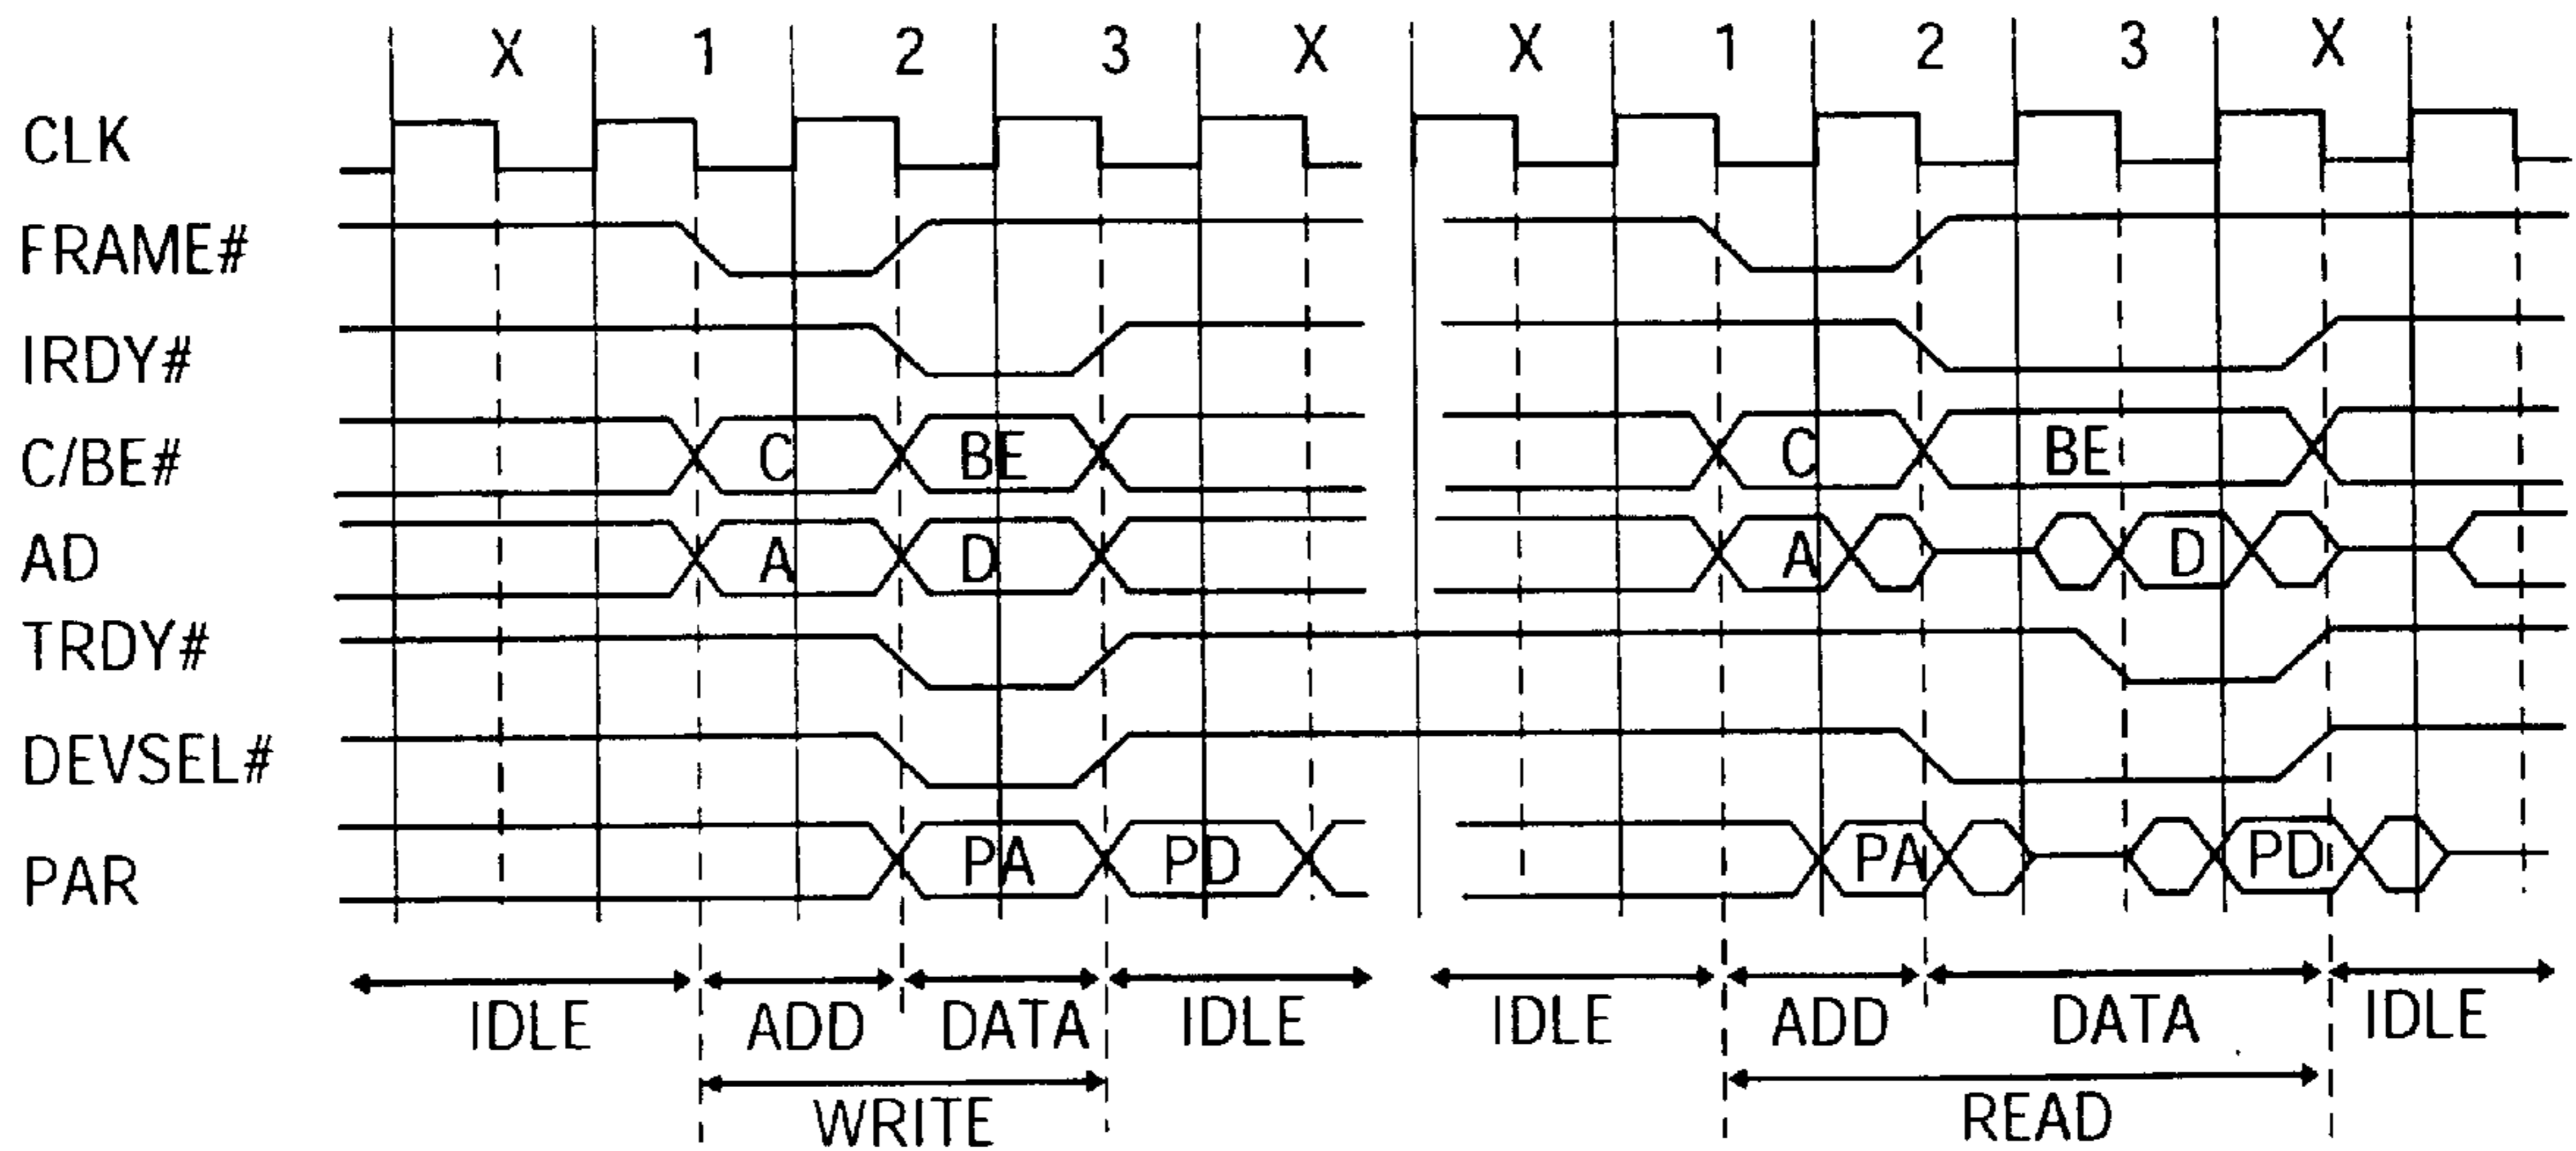 X 1 2 3 X X 1 2 3 X
CLK
FRAME#
IRDY#
C/BE# C BE C BE
AD A D A D
TRDY#
DEVSEL#
PAR PA PD PA PD
IDLE ADD DATA IDLE IDLE ADD DATA IDLE
WRITE READ